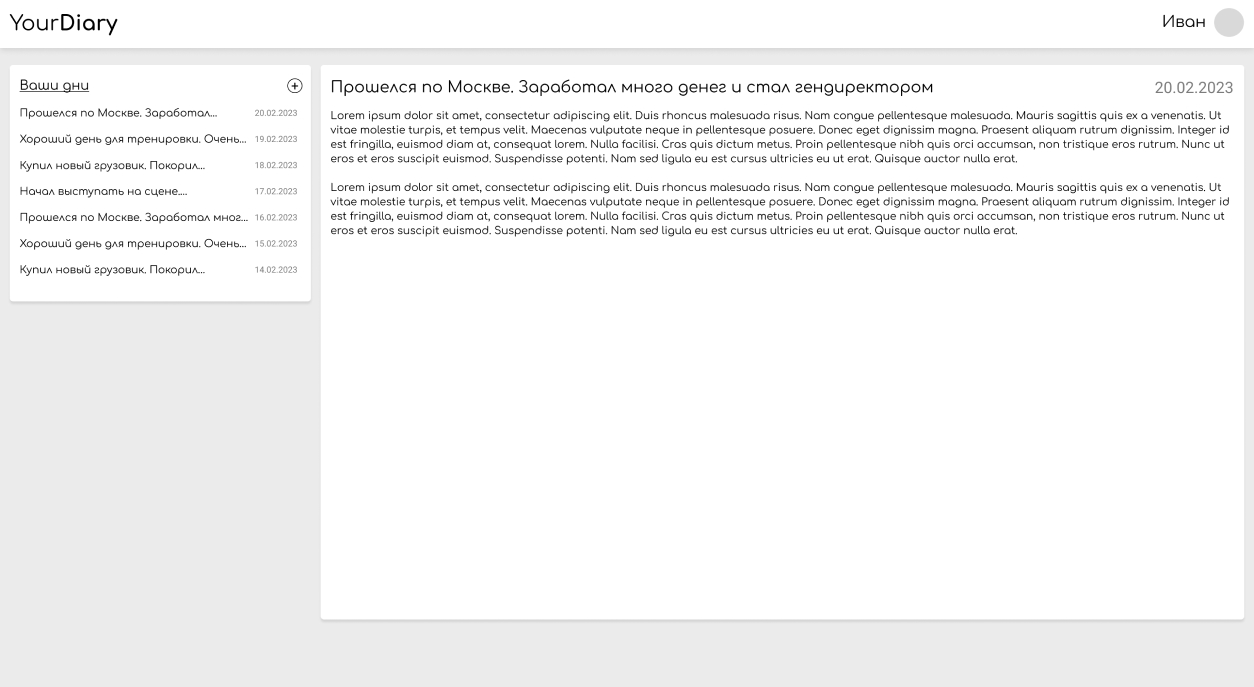 YourDiary
Иван
Ваши дни
Прошелся по Москве. Заработал... 20.02.2023
Хороший день для тренировки. Очень... 19.02.2023
Купил новый грузовик. Покорил... 18.02.2023
Начал выступать на сцене.... 17.02.2023
Прошелся по Москве. Заработал мног... 16.02.2023
Хороший день для тренировки. Очень... 15.02.2023
Купил новый грузовик. Покорил... 14.02.2023
Прошелся по Москве. Заработал много денег и стал гендиректором 20.02.2023
Lorem ipsum dolor sit amet, consectetur adipiscing elit. Duis rhoncus malesuada risus. Nam congue pellentesque malesuada. Mauris sagittis quis ex a venenatis. Ut
vitae molestie turpis, et tempus velit. Maecenas vulputate neque in pellentesque posuere. Donec eget dignissim magna. Praesent aliquam rutrum dignissim. Integer id
est fringilla, euismod diam at, consequat lorem. Nulla facilisi. Cras quis dictum metus. Proin pellentesque nibh quis orci accumsan, non tristique eros rutrum. Nunc ut
eros et eros suscipit euismod. Suspendisse potenti. Nam sed ligula eu est cursus ultricies eu ut erat. Quisque auctor nulla erat.
Lorem ipsum dolor sit amet, consectetur adipiscing elit. Duis rhoncus malesuada risus. Nam congue pellentesque malesuada. Mauris sagittis quis ex a venenatis. Ut
vitae molestie turpis, et tempus velit. Maecenas vulputate neque in pellentesque posuere. Donec eget dignissim magna. Praesent aliquam rutrum dignissim. Integer id
est fringilla, euismod diam at, consequat lorem. Nulla facilisi. Cras quis dictum metus. Proin pellentesque nibh quis orci accumsan, non tristique eros rutrum. Nunc ut
eros et eros suscipit euismod. Suspendisse potenti. Nam sed ligula eu est cursus ultricies eu ut erat. Quisque auctor nulla erat.